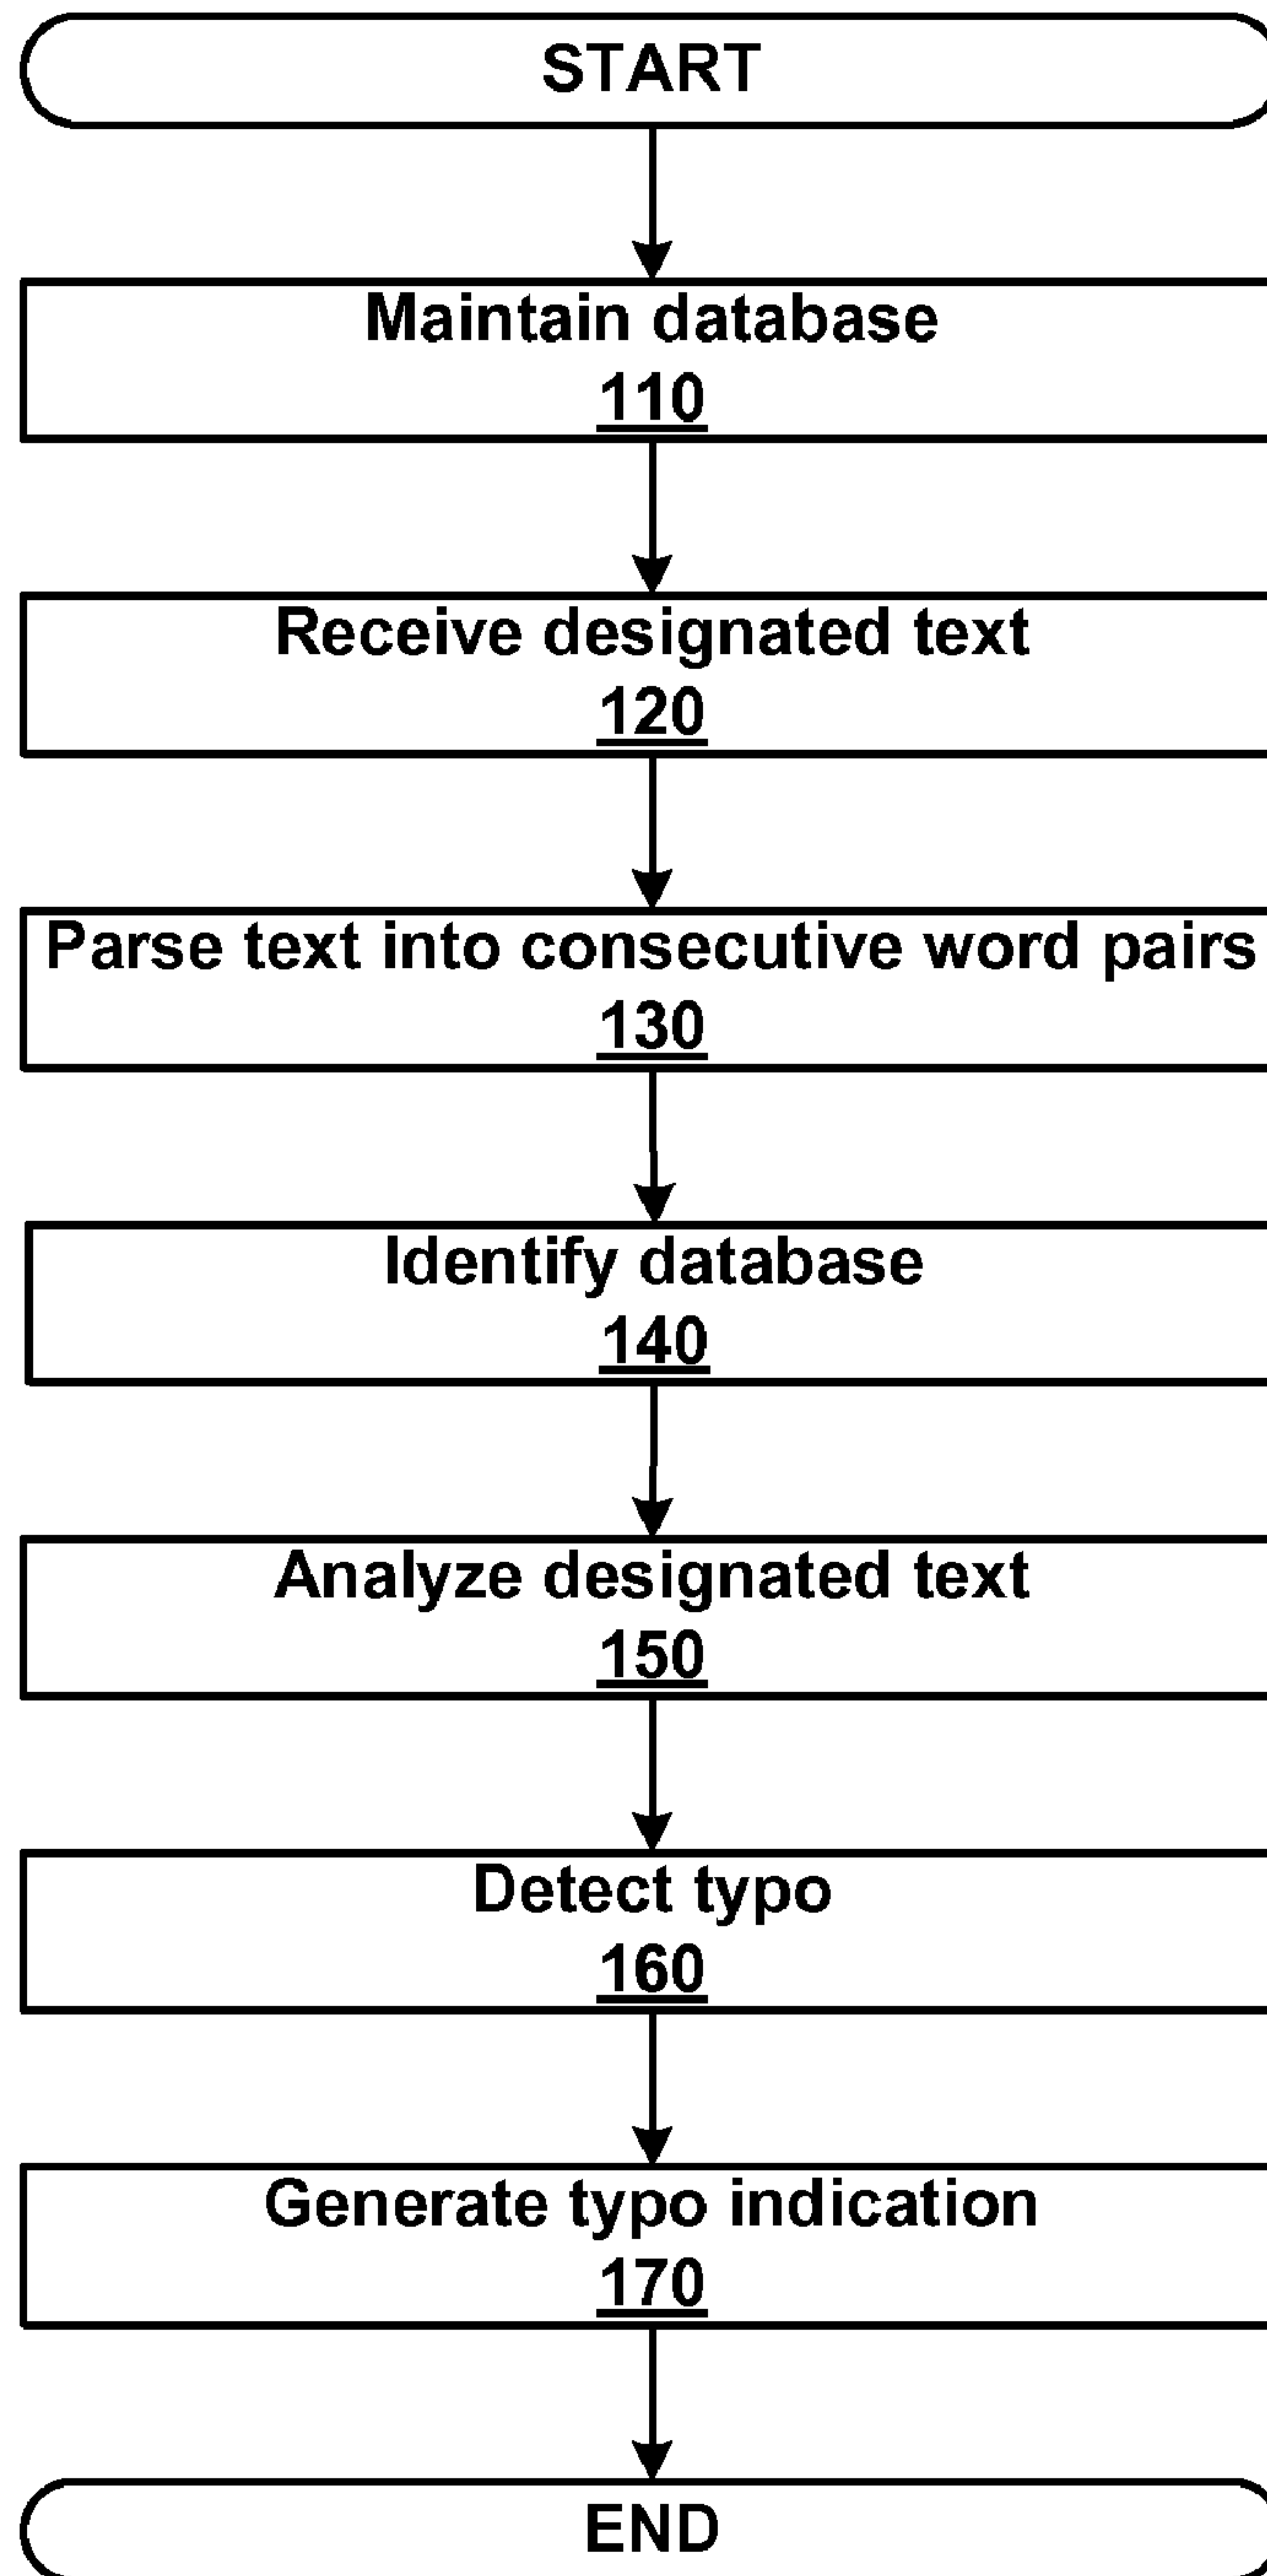 START
Maintain database
110
Receive designated text
120
Parse text into consecutive word pairs
130
Identify database
140
Analyze designated text
150
Detect typo
160
Generate typo indication
170
END